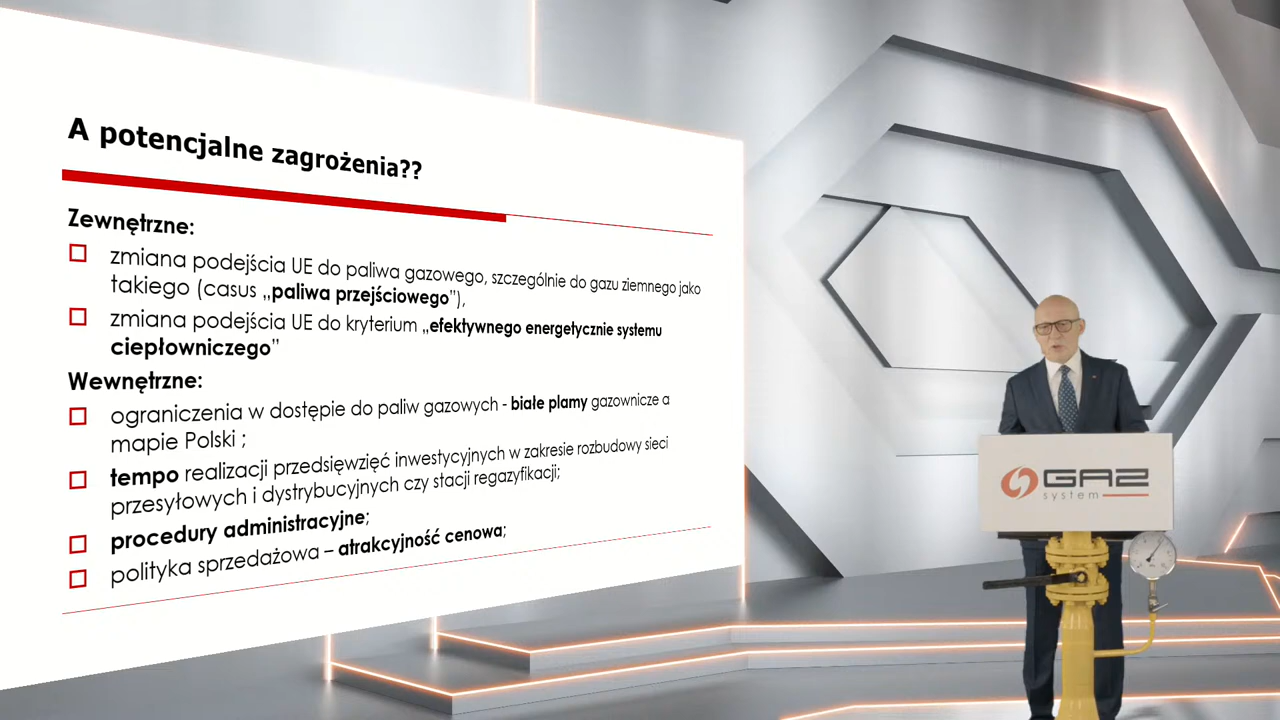 A potencjalne zagrożenia??
Zewnętrzne:
zmiana podejścia UE do paliwa gazowego, szczególnie do gazu ziemnego jako
takiego (casus „paliwa przejściowego”),
zmiana podejścia UE do kryterium „efektywnego energetycznie systemu
ciepłowniczego”
Wewnętrzne:
ograniczenia w dostępie do paliw gazowych - białe plamy gazownicze a
mapie Polski ;
tempo realizacji przedsięwzięć inwestycyjnych w zakresie rozbudowy sieci
przesyłowych i dystrybucyjnych czy stacji regazyfikacji;
procedury administracyjne;
polityka sprzedażowa – atrakcyjność cenowa;
GAZ
system